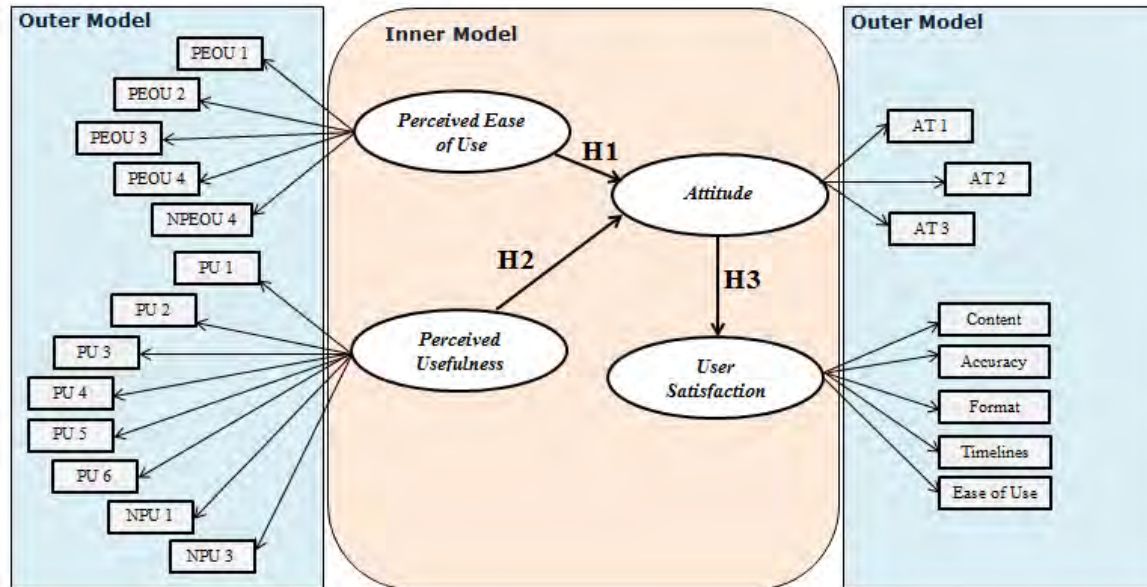 Outer Model
PEOU 1
PEOU 2
PEOU 3
PEOU 4
NPEOU 4
PU 1
PU 2
PU 3
PU 4
PU 5
PU 6
NPU 1
NPU 3
Inner Model
Perceived Ease
of Use
H1
Attitude
H2
H3
Perceived
Usefulness
User
Satisfaction
Outer Model
AT 1
AT 2
AT 3
Content
Accuracy
Format
Timelines
Ease of Use